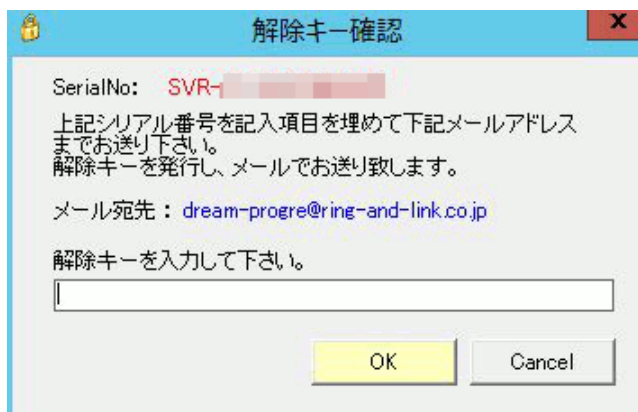 解除キー確認
x
SerialNo: SVR-
上記シリアル番号を記入項目を埋めて下記メールアドレス
までお送り下さい。
解除キーを発行し、メールでお送り致します。
メール宛先：dream-progre@ring-and-link.co.jp
解除キーを入力して下さい。
OK
Cancel